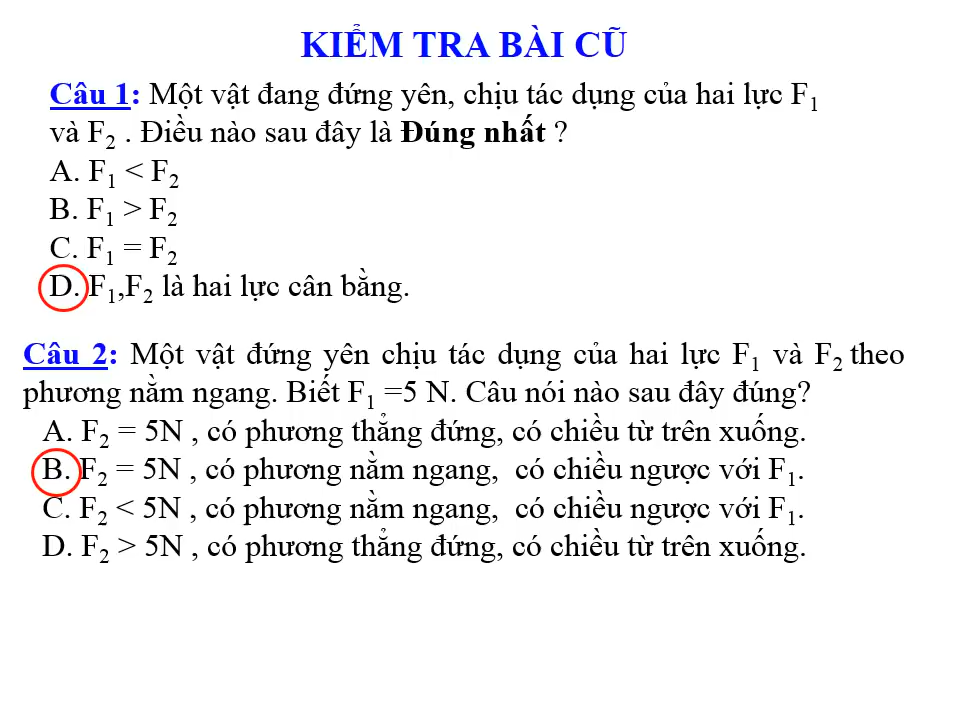 KIỂM TRA BÀI CŨ
Câu 1: Một vật đang đứng yên, chịu tác dụng của hai lực F₁
và F₂ . Điều nào sau đây là Đúng nhất ?
A. F₁ < F₂
B. F₁ > F₂
C. F₁ = F₂
D. F₁,F₂ là hai lực cân bằng.
Câu 2: Một vật đứng yên chịu tác dụng của hai lực F₁ và F₂ theo
phương nằm ngang. Biết F₁ =5 N. Câu nói nào sau đây đúng?
A. F₂ = 5N , có phương thẳng đứng, có chiều từ trên xuống.
B. F₂ = 5N , có phương nằm ngang, có chiều ngược với F₁.
C. F₂ < 5N , có phương nằm ngang, có chiều ngược với F₁.
D. F₂ > 5N , có phương thẳng đứng, có chiều từ trên xuống.